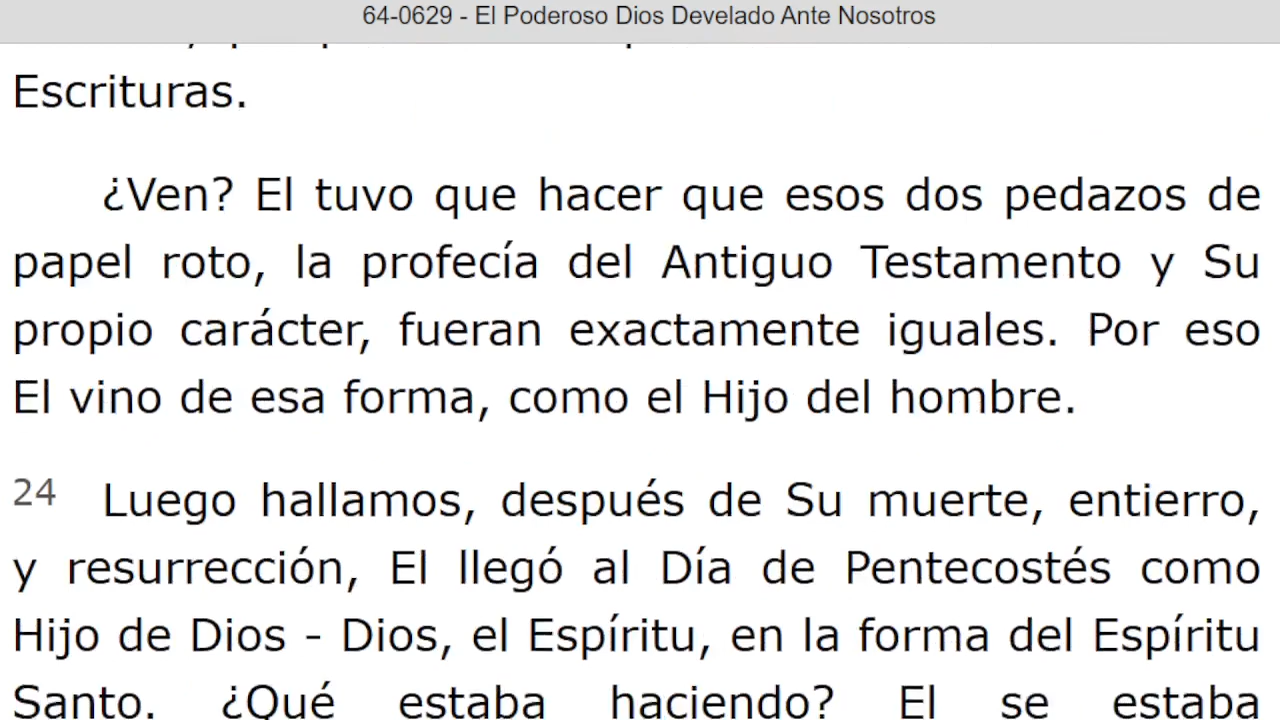 64-0629 - El Poderoso Dios Develado Ante Nosotros
Escrituras.
¿Ven? El tuvo que hacer que esos dos pedazos de
papel roto, la profecía del Antiguo Testamento y Su
propio carácter, fueran exactamente iguales. Por eso
El vino de esa forma, como el Hijo del hombre.
24 Luego hallamos, después de Su muerte, entierro,
y resurrección, El llegó al Día de Pentecostés como
Hijo de Dios - Dios, el Espíritu, en la forma del Espíritu
Santo. ¿Qué estaba haciendo? El se estaba